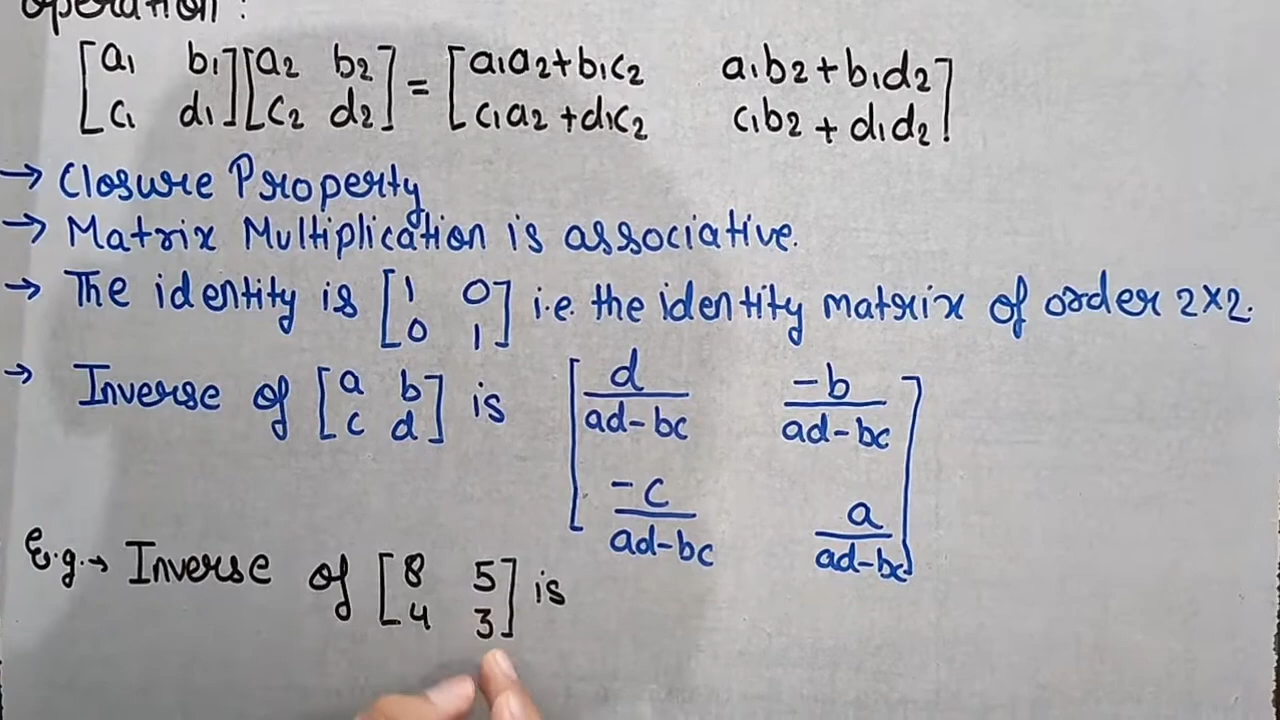 operation:
[a₁ b₁ c₁ d₁][a₂ b₂ c₂ d₂] = [a₁a₂+b₁c₂ a₁b₂+b₁d₂ c₁a₂+d₁c₂ c₁b₂+d₁d₂]
→ Closure Property
→ Matrix Multiplication is associative.
→ The identity is [1 0 0 1] i.e. the identity matrix of order 2×2.
→ Inverse of [a b c d] is [d/ad-bc -b/ad-bc -c/ad-bc a/ad-bc]
E.g.→ Inverse of [8 5 4 3] is